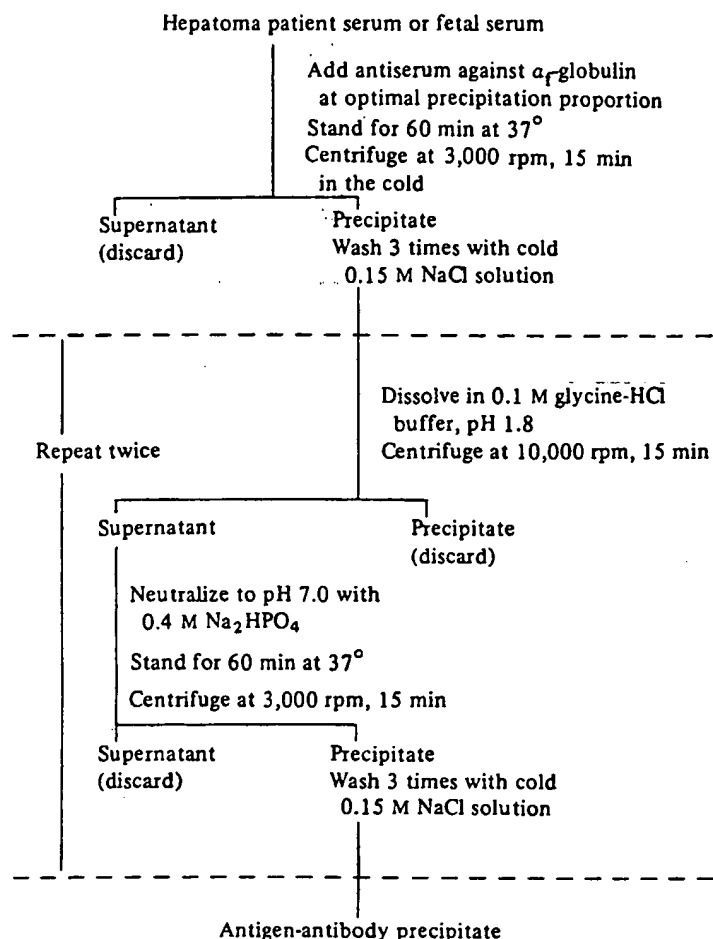 Hepatoma patient serum or fetal serum
Add antiserum against αf-globulin
at optimal precipitation proportion
Stand for 60 min at 37°
Centrifuge at 3,000 rpm, 15 min
in the cold
Supernatant
(discard)
Precipitate
Wash 3 times with cold
0.15 M NaCl solution
Dissolve in 0.1 M glycine-HCl
buffer, pH 1.8
Centrifuge at 10,000 rpm, 15 min
Repeat twice
Supernatant
Precipitate
(discard)
Neutralize to pH 7.0 with
0.4 M Na₂HPO₄
Stand for 60 min at 37°
Centrifuge at 3,000 rpm, 15 min
Supernatant
(discard)
Precipitate
Wash 3 times with cold
0.15 M NaCl solution
Antigen-antibody precipitate